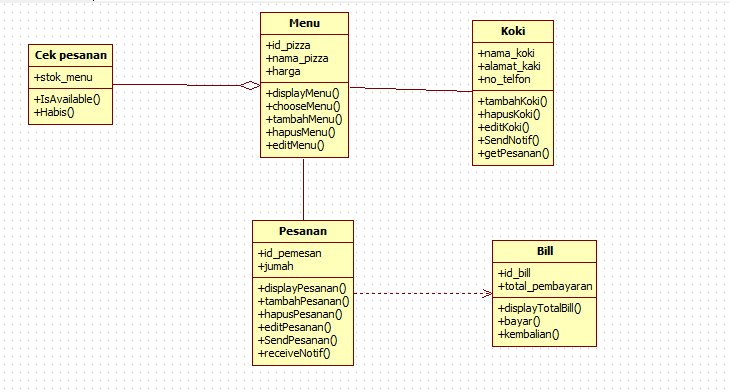 Cek pesanan
+stok_menu
+IsAvailable()
+Habis()
Menu
+id_pizza
+nama_pizza
+harga
+displayMenu()
+chooseMenu()
+tambahMenu()
+hapusMenu()
+editMenu()
Koki
+nama_koki
+alamat_kaki
+no_telfon
+tambahKoki()
+hapusKoki()
+editKoki()
+SendNotif()
+getPesanan()
Pesanan
+id_pemesan
+jumah
+displayPesanan()
+tambahPesanan()
+hapusPesanan()
+editPesanan()
+SendPesanan()
+receiveNotif()
Bill
+id_bill
+total_pembayaran
+displayTotalBill()
+bayar()
+kembalian()